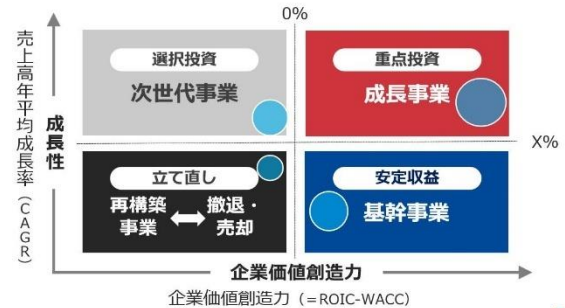 0%
選択投資
次世代事業
重点投資
成長事業
X%
立て直し
再構築
事業
撤退・
売却
安定収益
基幹事業
売上高年平均成長率(CAGR)
成長性
企業価値創造力
企業価値創造力(=ROIC-WACC)